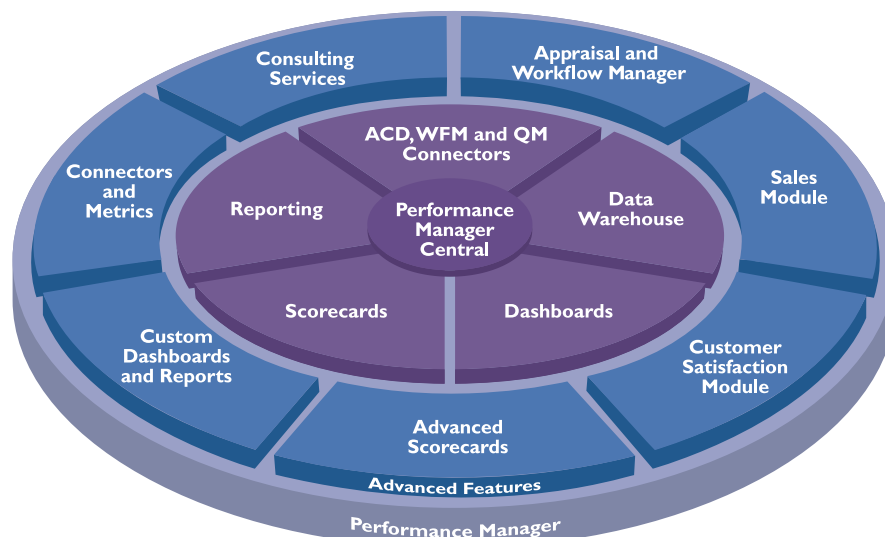 Consulting
Services
Appraisal and
Workflow Manager
ACD, WFM and QM
Connectors
Connectors
and
Metrics
Reporting
Performance
Manager
Central
Data
Warehouse
Sales
Module
Scorecards
Dashboards
Custom
Dashboards
and Reports
Customer
Satisfaction
Module
Advanced
Scorecards
Advanced Features
Performance Manager